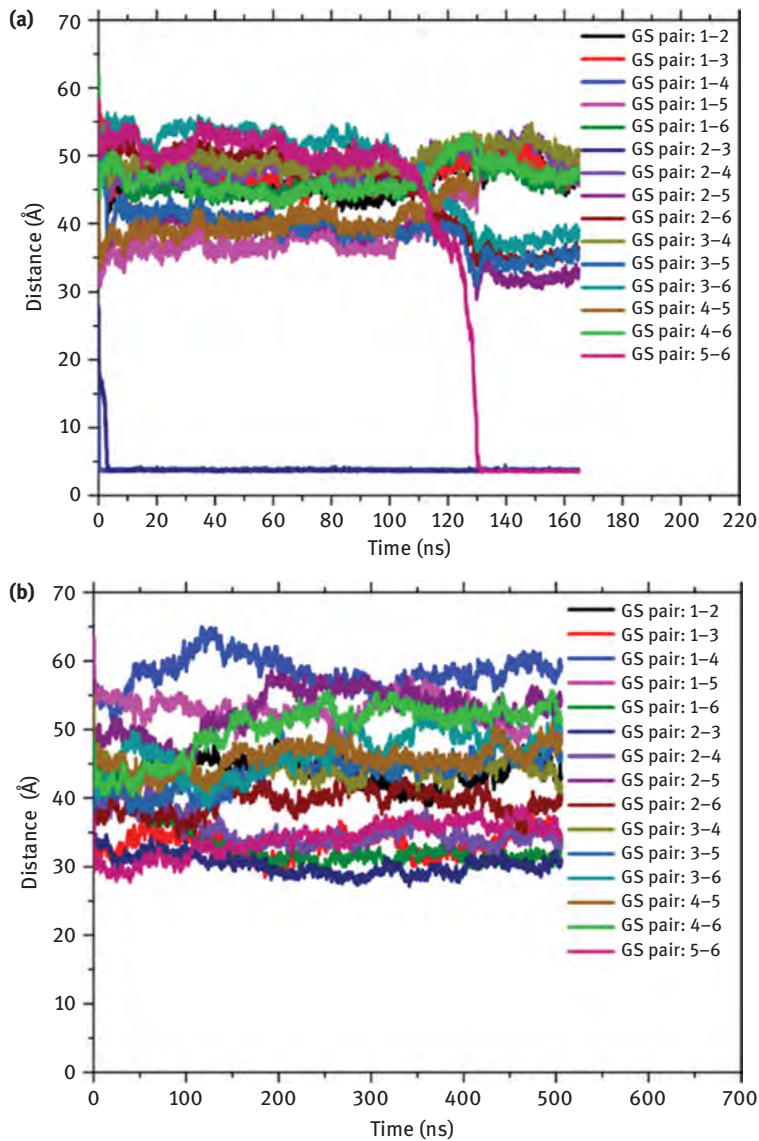 (a)
70
60
50
40
30
20
10
0
Distance (Å)
0 20 40 60 80 100 120 140 160 180 200 220
Time (ns)
GS pair: 1–2
GS pair: 1–3
GS pair: 1–4
GS pair: 1–5
GS pair: 1–6
GS pair: 2–3
GS pair: 2–4
GS pair: 2–5
GS pair: 2–6
GS pair: 3–4
GS pair: 3–5
GS pair: 3–6
GS pair: 4–5
GS pair: 4–6
GS pair: 5–6
(b)
70
60
50
40
30
20
10
0
Distance (Å)
0 100 200 300 400 500 600 700
Time (ns)
GS pair: 1–2
GS pair: 1–3
GS pair: 1–4
GS pair: 1–5
GS pair: 1–6
GS pair: 2–3
GS pair: 2–4
GS pair: 2–5
GS pair: 2–6
GS pair: 3–4
GS pair: 3–5
GS pair: 3–6
GS pair: 4–5
GS pair: 4–6
GS pair: 5–6